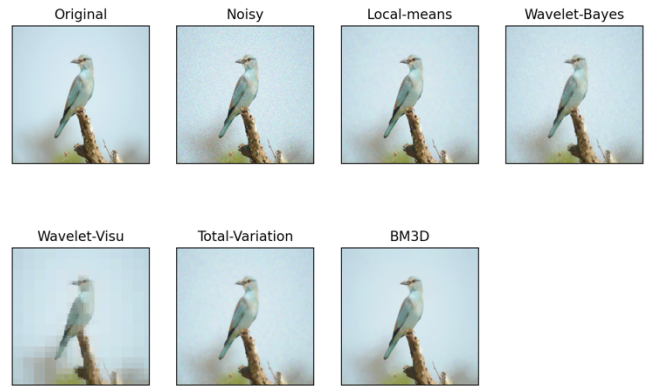 Original
Noisy
Local-means
Wavelet-Bayes
Wavelet-Visu
Total-Variation
BM3D